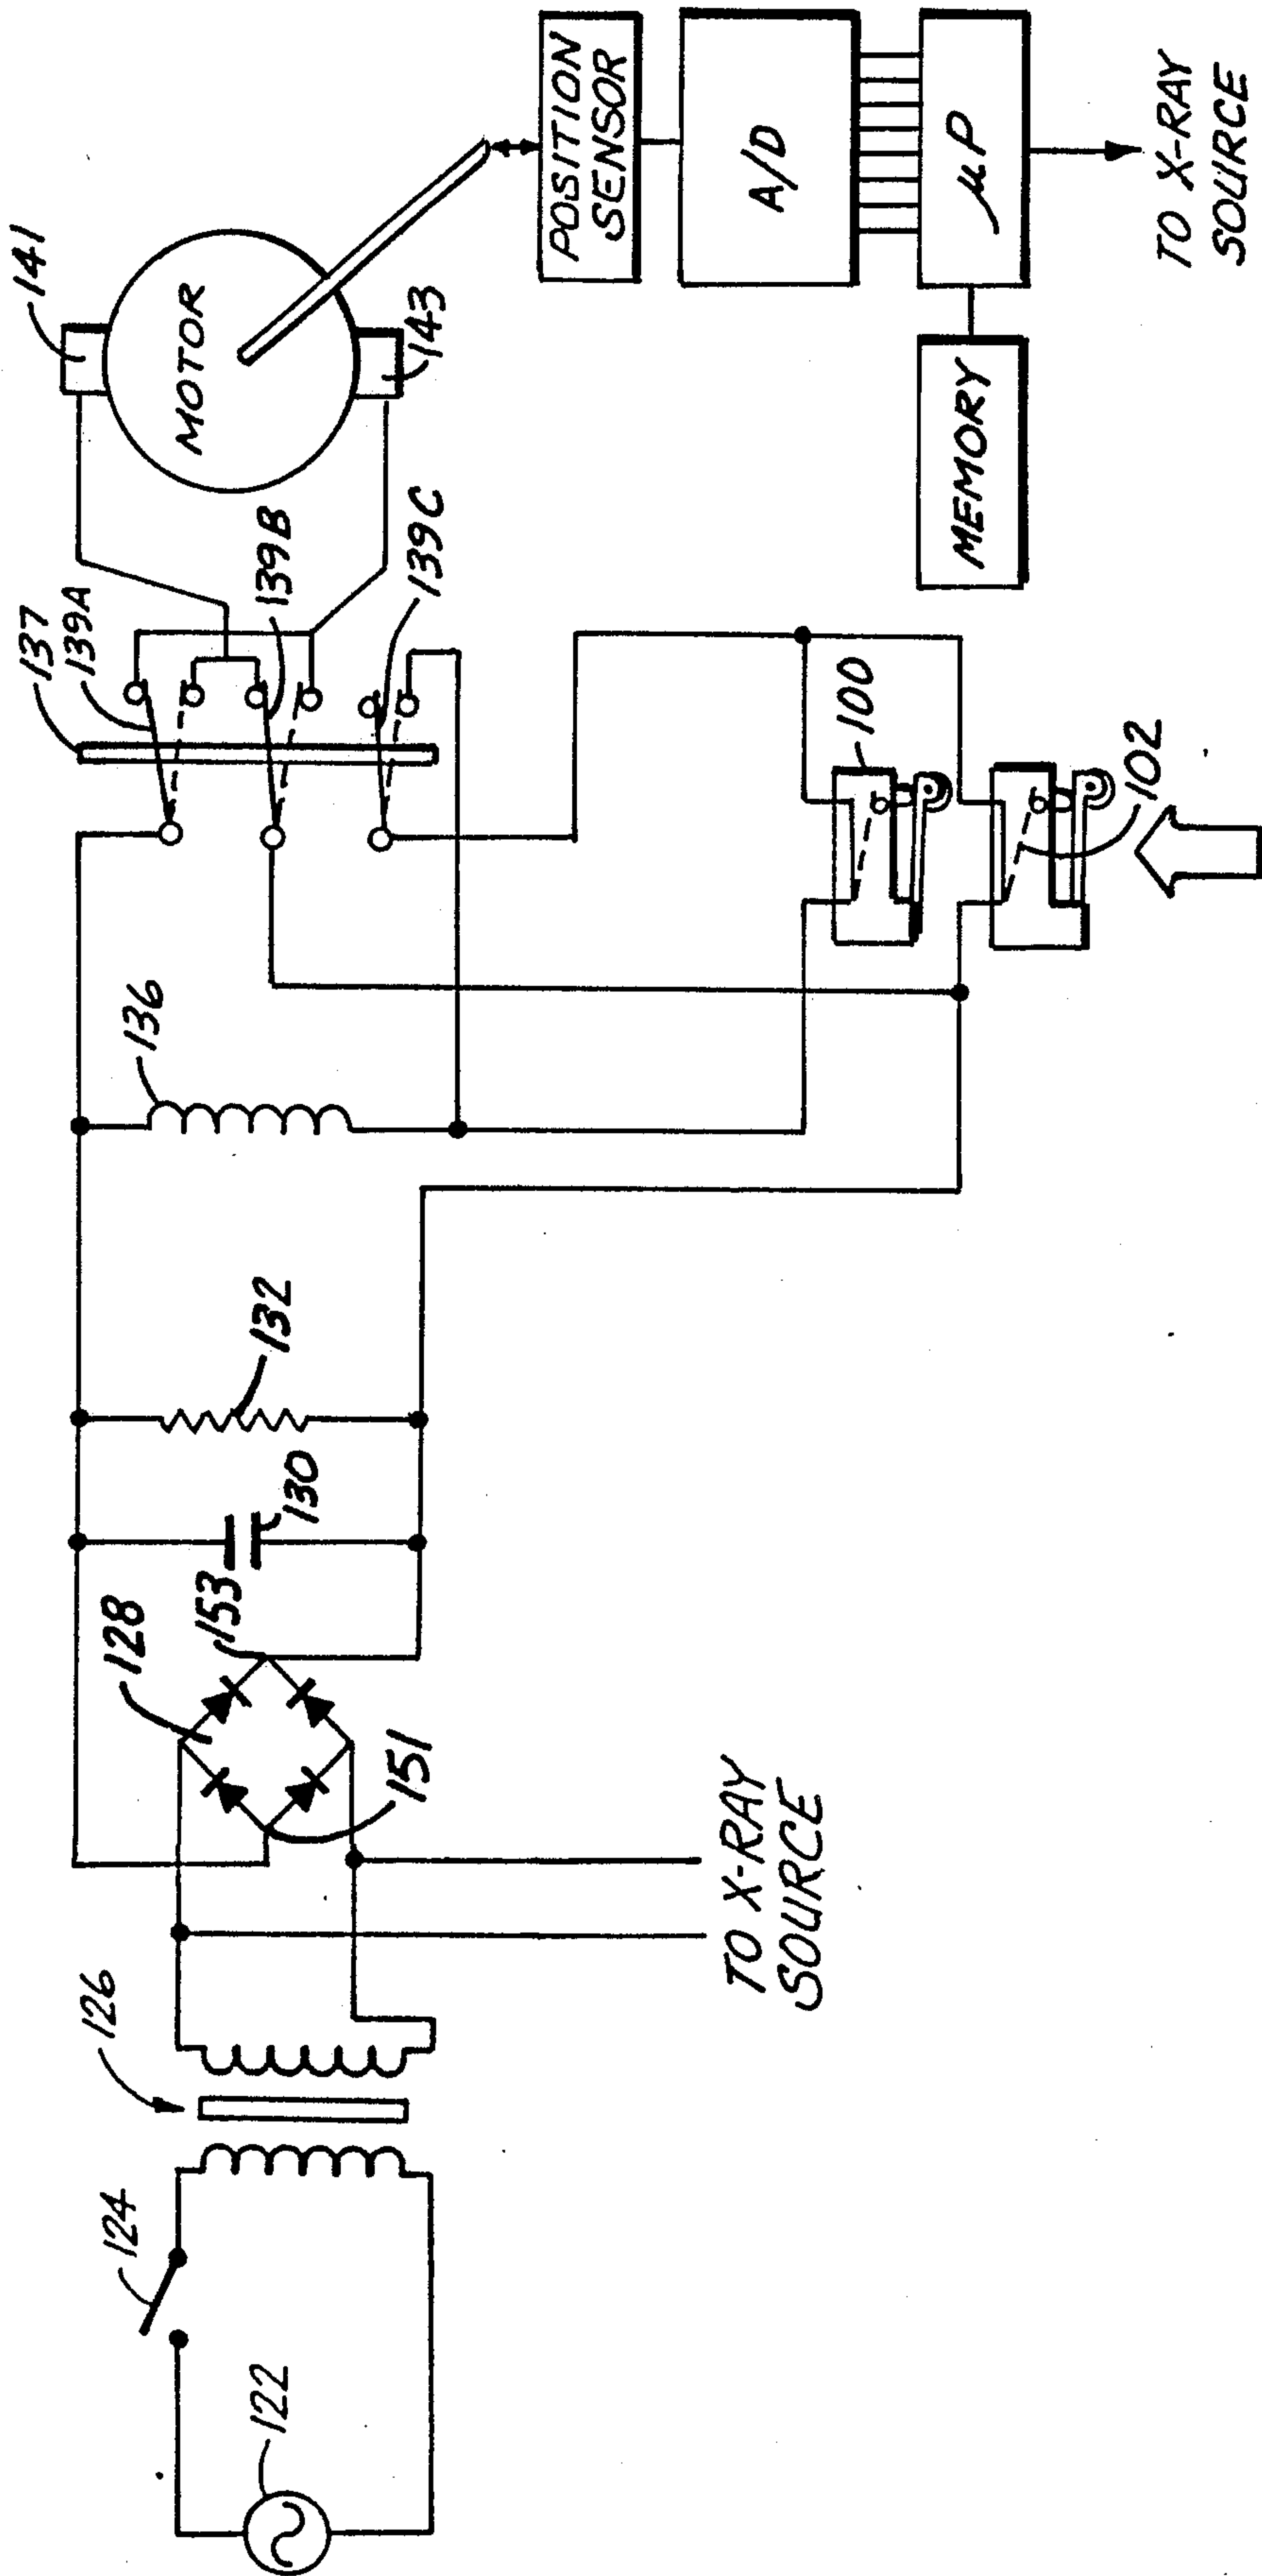 122
124
126
TO X-RAY
SOURCE
128
153
151
130
132
136
137
139A
139B
139C
141
MOTOR
143
100
102
POSITION
SENSOR
A/D
μP
MEMORY
TO X-RAY
SOURCE